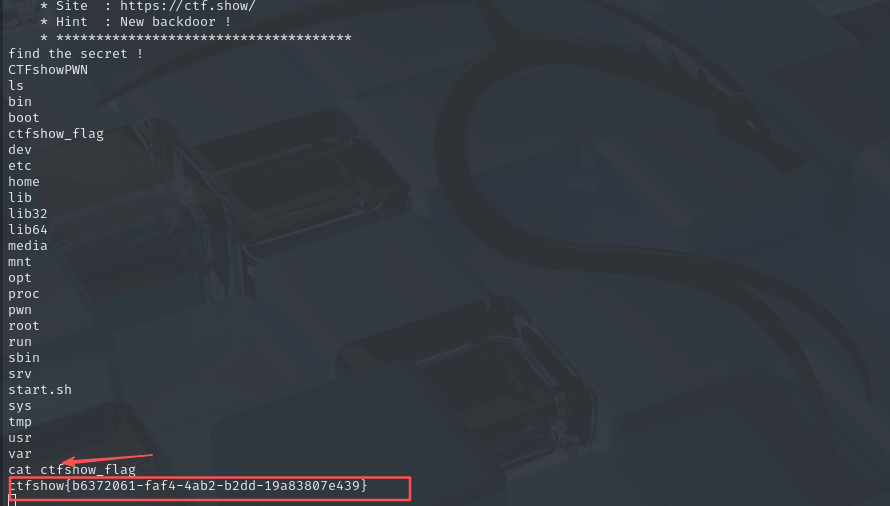 * Site  : https://ctf.show/
* Hint  : New backdoor !
* *************************************
find the secret !
CTFshowPWN
ls
bin
boot
ctfshow_flag
dev
etc
home
lib
lib32
lib64
media
mnt
opt
proc
pwn
root
run
sbin
srv
start.sh
sys
tmp
usr
var
cat ctfshow_flag
ctfshow{b6372061-faf4-4ab2-b2dd-19a83807e439}